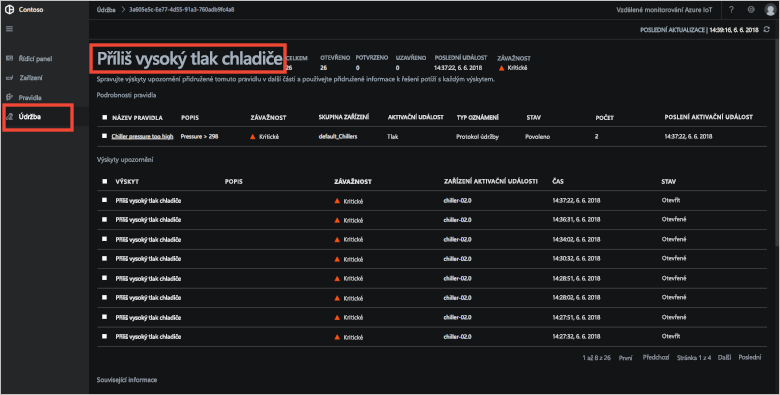 Contoso
Údržba > 3a605e5c-6e77-4d55-91a3-760adb9fc4a8
Vzdálené monitorování Azure IoT
POSLEDNÍ AKTUALIZACE | 14:39:16, 6. 6. 2018
Řídicí panel
Zařízení
Pravidla
Údržba
Příliš vysoký tlak chladiče
CELKEM OTEVŘENO POTVRZENO UZAVŘENO POSLEDNÍ UDÁLOST ZÁVAŽNOST
26 26 0 0 14:37:22, 6. 6. 2018 Kritické
Spravujte výskyty upozornění přidružené tomuto pravidlu v další části a používejte přidružené informace k řešení potíží s každým výskytem.
Podrobnosti pravidla
NÁZEV PRAVIDLA POPIS ZÁVAŽNOST SKUPINA ZAŘÍZENÍ AKTIVAČNÍ UDÁLOST TYP OZNÁMENÍ STAV POČET POSLENÍ AKTIVAČNÍ UDÁLOST
Chiller pressure too high Pressure > 298 Kritické default_Chillers Tlak Protokol údržby Povoleno 2 14:37:22, 6. 6. 2018
Výskyty upozornění
VÝSKYT POPIS ZÁVAŽNOST ZAŘÍZENÍ AKTIVAČNÍ UDÁLOSTI ČAS STAV
Příliš vysoký tlak chladiče Kritické chiller-02.0 14:37:22, 6. 6. 2018 Otevřít
Příliš vysoký tlak chladiče Kritické chiller-02.0 14:36:31, 6. 6. 2018 Otevřené
Příliš vysoký tlak chladiče Kritické chiller-02.0 14:34:02, 6. 6. 2018 Otevřené
Příliš vysoký tlak chladiče Kritické chiller-02.0 14:30:32, 6. 6. 2018 Otevřené
Příliš vysoký tlak chladiče Kritické chiller-02.0 14:28:51, 6. 6. 2018 Otevřené
Příliš vysoký tlak chladiče Kritické chiller-02.0 14:28:02, 6. 6. 2018 Otevřené
Příliš vysoký tlak chladiče Kritické chiller-02.0 14:27:51, 6. 6. 2018 Otevřené
Příliš vysoký tlak chladiče Kritické chiller-02.0 14:27:32, 6. 6. 2018 Otevřít
1 až 8 z 26 První Předchozí Stránka 1 z 4 Další Poslední
Související informace